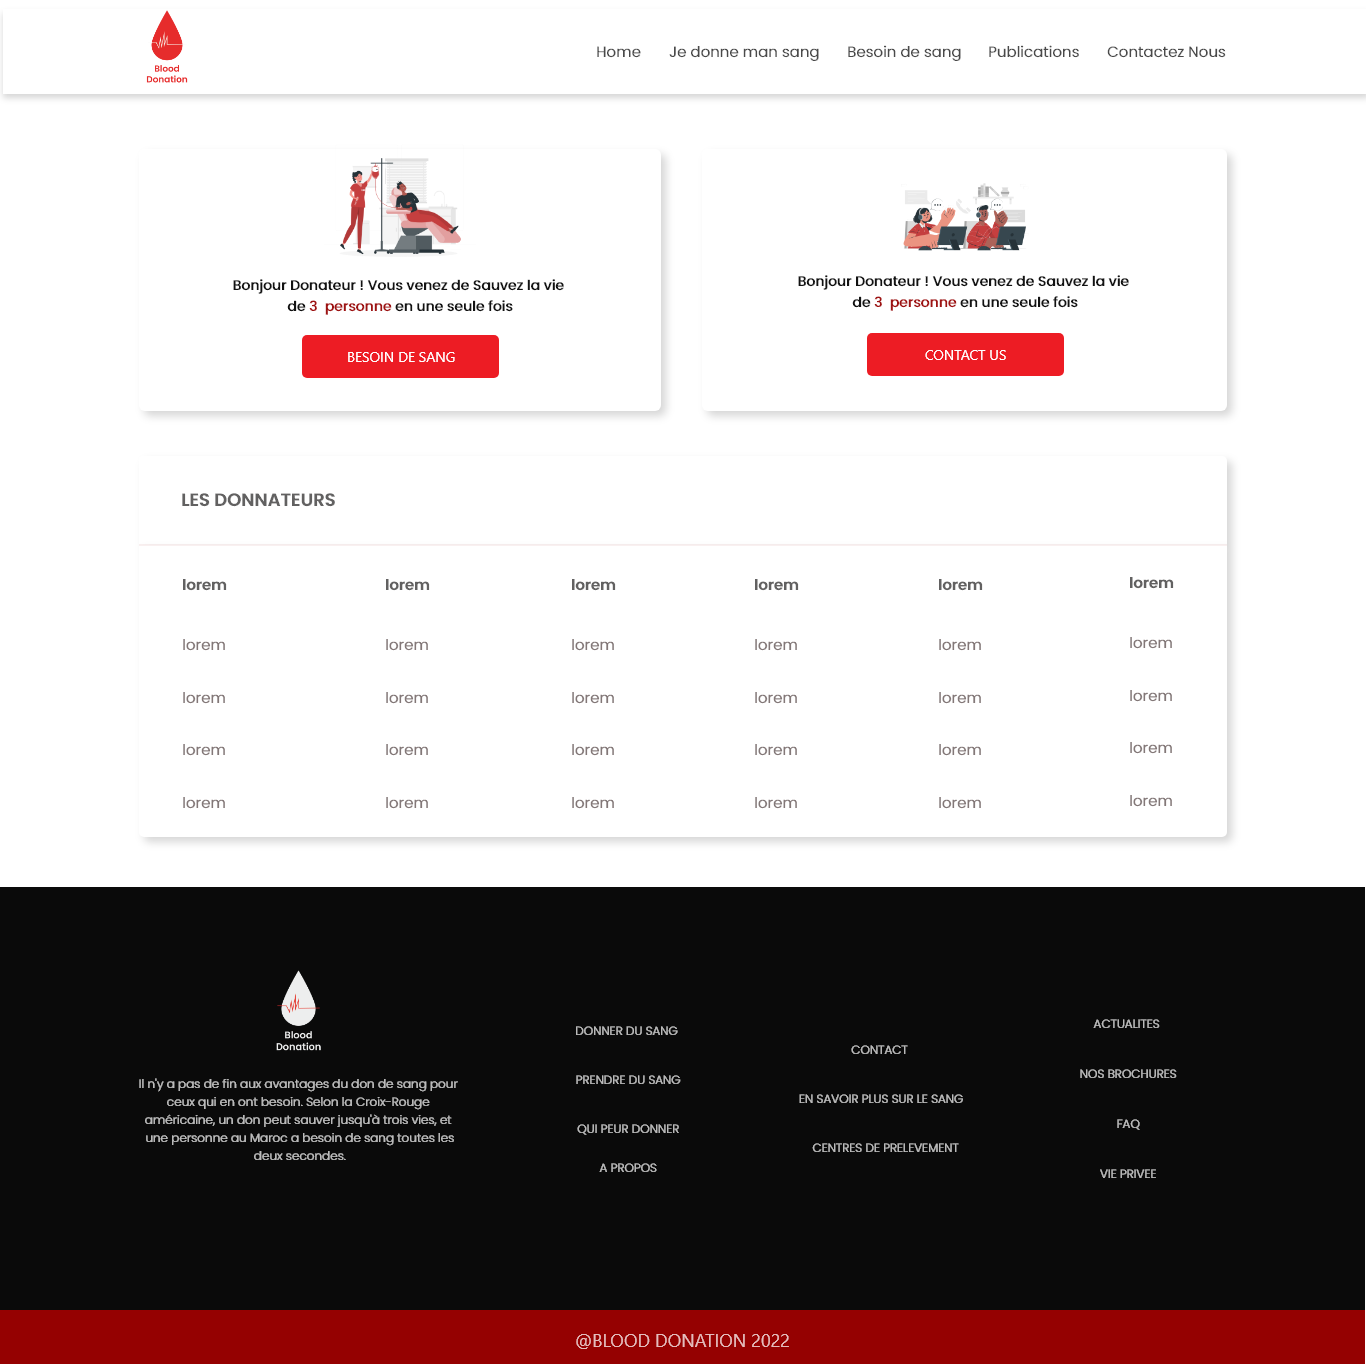 Blood
Donation
Home Je donne man sang Besoin de sang Publications Contactez Nous
Bonjour Donateur ! Vous venez de Sauvez la vie
de 3 personne en une seule fois
BESOIN DE SANG
Bonjour Donateur ! Vous venez de Sauvez la vie
de 3 personne en une seule fois
CONTACT US
LES DONNATEURS
lorem lorem lorem lorem lorem lorem
lorem lorem lorem lorem lorem lorem
lorem lorem lorem lorem lorem lorem
lorem lorem lorem lorem lorem lorem
lorem lorem lorem lorem lorem lorem
Blood
Donation
Il n'y a pas de fin aux avantages du don de sang pour
ceux qui en ont besoin. Selon la Croix-Rouge
américaine, un don peut sauver jusqu'à trois vies, et
une personne au Maroc a besoin de sang toutes les
deux secondes.
DONNER DU SANG
PRENDRE DU SANG
QUI PEUR DONNER
A PROPOS
CONTACT
EN SAVOIR PLUS SUR LE SANG
CENTRES DE PRELEVEMENT
ACTUALITES
NOS BROCHURES
FAQ
VIE PRIVEE
@BLOOD DONATION 2022